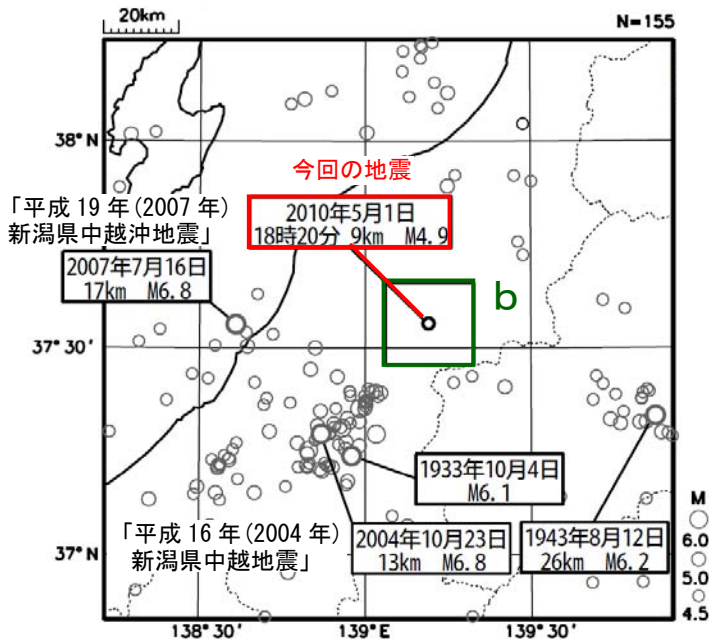 20km
N=155
38°N
今回の地震
「平成 19 年(2007 年)
新潟県中越沖地震」
2010年5月1日
18時20分 9km M4.9
2007年7月16日
17km M6.8
b
37°30′
1933年10月4日
M6.1
「平成 16 年(2004 年)
新潟県中越地震」
2004年10月23日
13km M6.8
1943年8月12日
26km M6.2
37°N
M
6.0
5.0
4.5
138°30′
139°E
139°30′